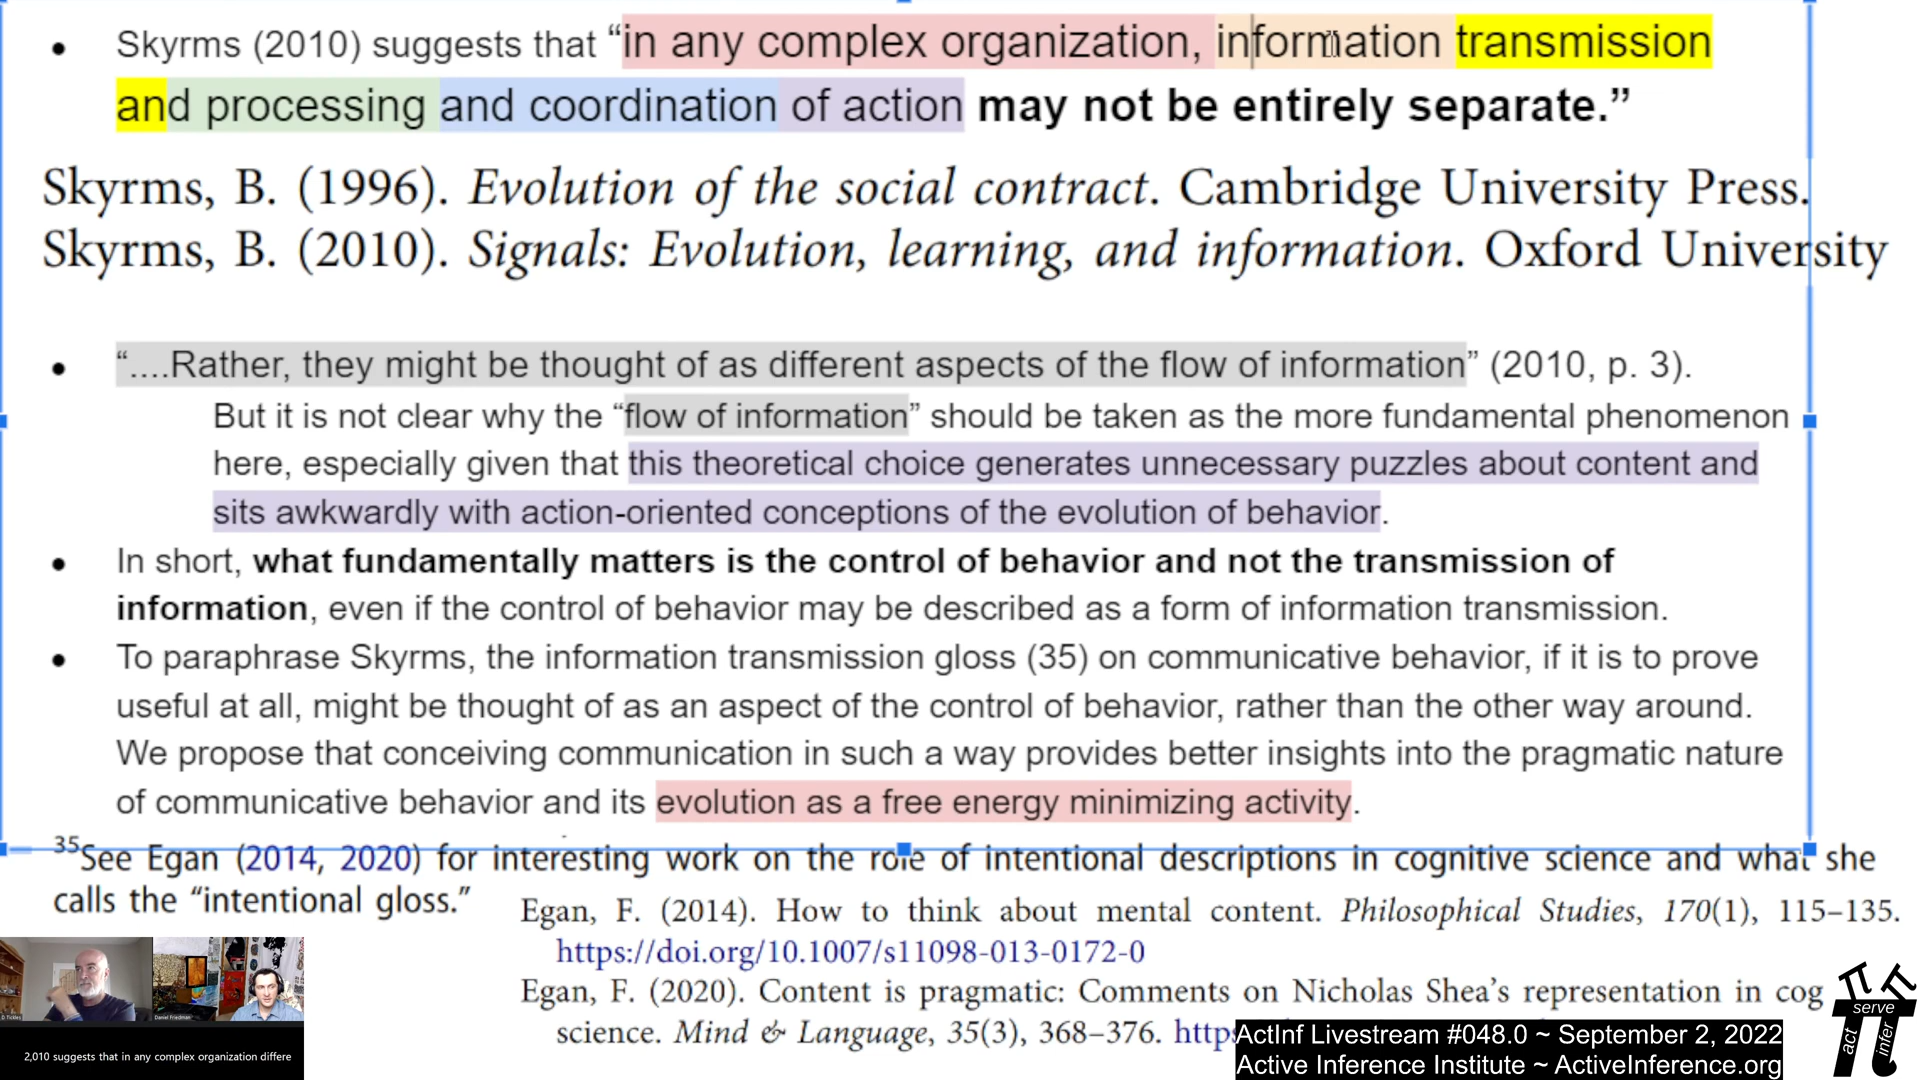 • Skyrms (2010) suggests that “in any complex organization, information transmission
and processing and coordination of action may not be entirely separate.”
Skyrms, B. (1996). Evolution of the social contract. Cambridge University Press.
Skyrms, B. (2010). Signals: Evolution, learning, and information. Oxford University
• “....Rather, they might be thought of as different aspects of the flow of information” (2010, p. 3).
But it is not clear why the “flow of information” should be taken as the more fundamental phenomenon
here, especially given that this theoretical choice generates unnecessary puzzles about content and
sits awkwardly with action-oriented conceptions of the evolution of behavior.
• In short, what fundamentally matters is the control of behavior and not the transmission of
information, even if the control of behavior may be described as a form of information transmission.
• To paraphrase Skyrms, the information transmission gloss (35) on communicative behavior, if it is to prove
useful at all, might be thought of as an aspect of the control of behavior, rather than the other way around.
We propose that conceiving communication in such a way provides better insights into the pragmatic nature
of communicative behavior and its evolution as a free energy minimizing activity.
35See Egan (2014, 2020) for interesting work on the role of intentional descriptions in cognitive science and what she
calls the “intentional gloss.”
Egan, F. (2014). How to think about mental content. Philosophical Studies, 170(1), 115–135.
https://doi.org/10.1007/s11098-013-0172-0
Egan, F. (2020). Content is pragmatic: Comments on Nicholas Shea’s representation in cog
science. Mind & Language, 35(3), 368–376. http
D Tickles
Daniel Friedman
2,010 suggests that in any complex organization differe
ActInf Livestream #048.0 ~ September 2, 2022
Active Inference Institute ~ ActiveInference.org
serve
act
infer